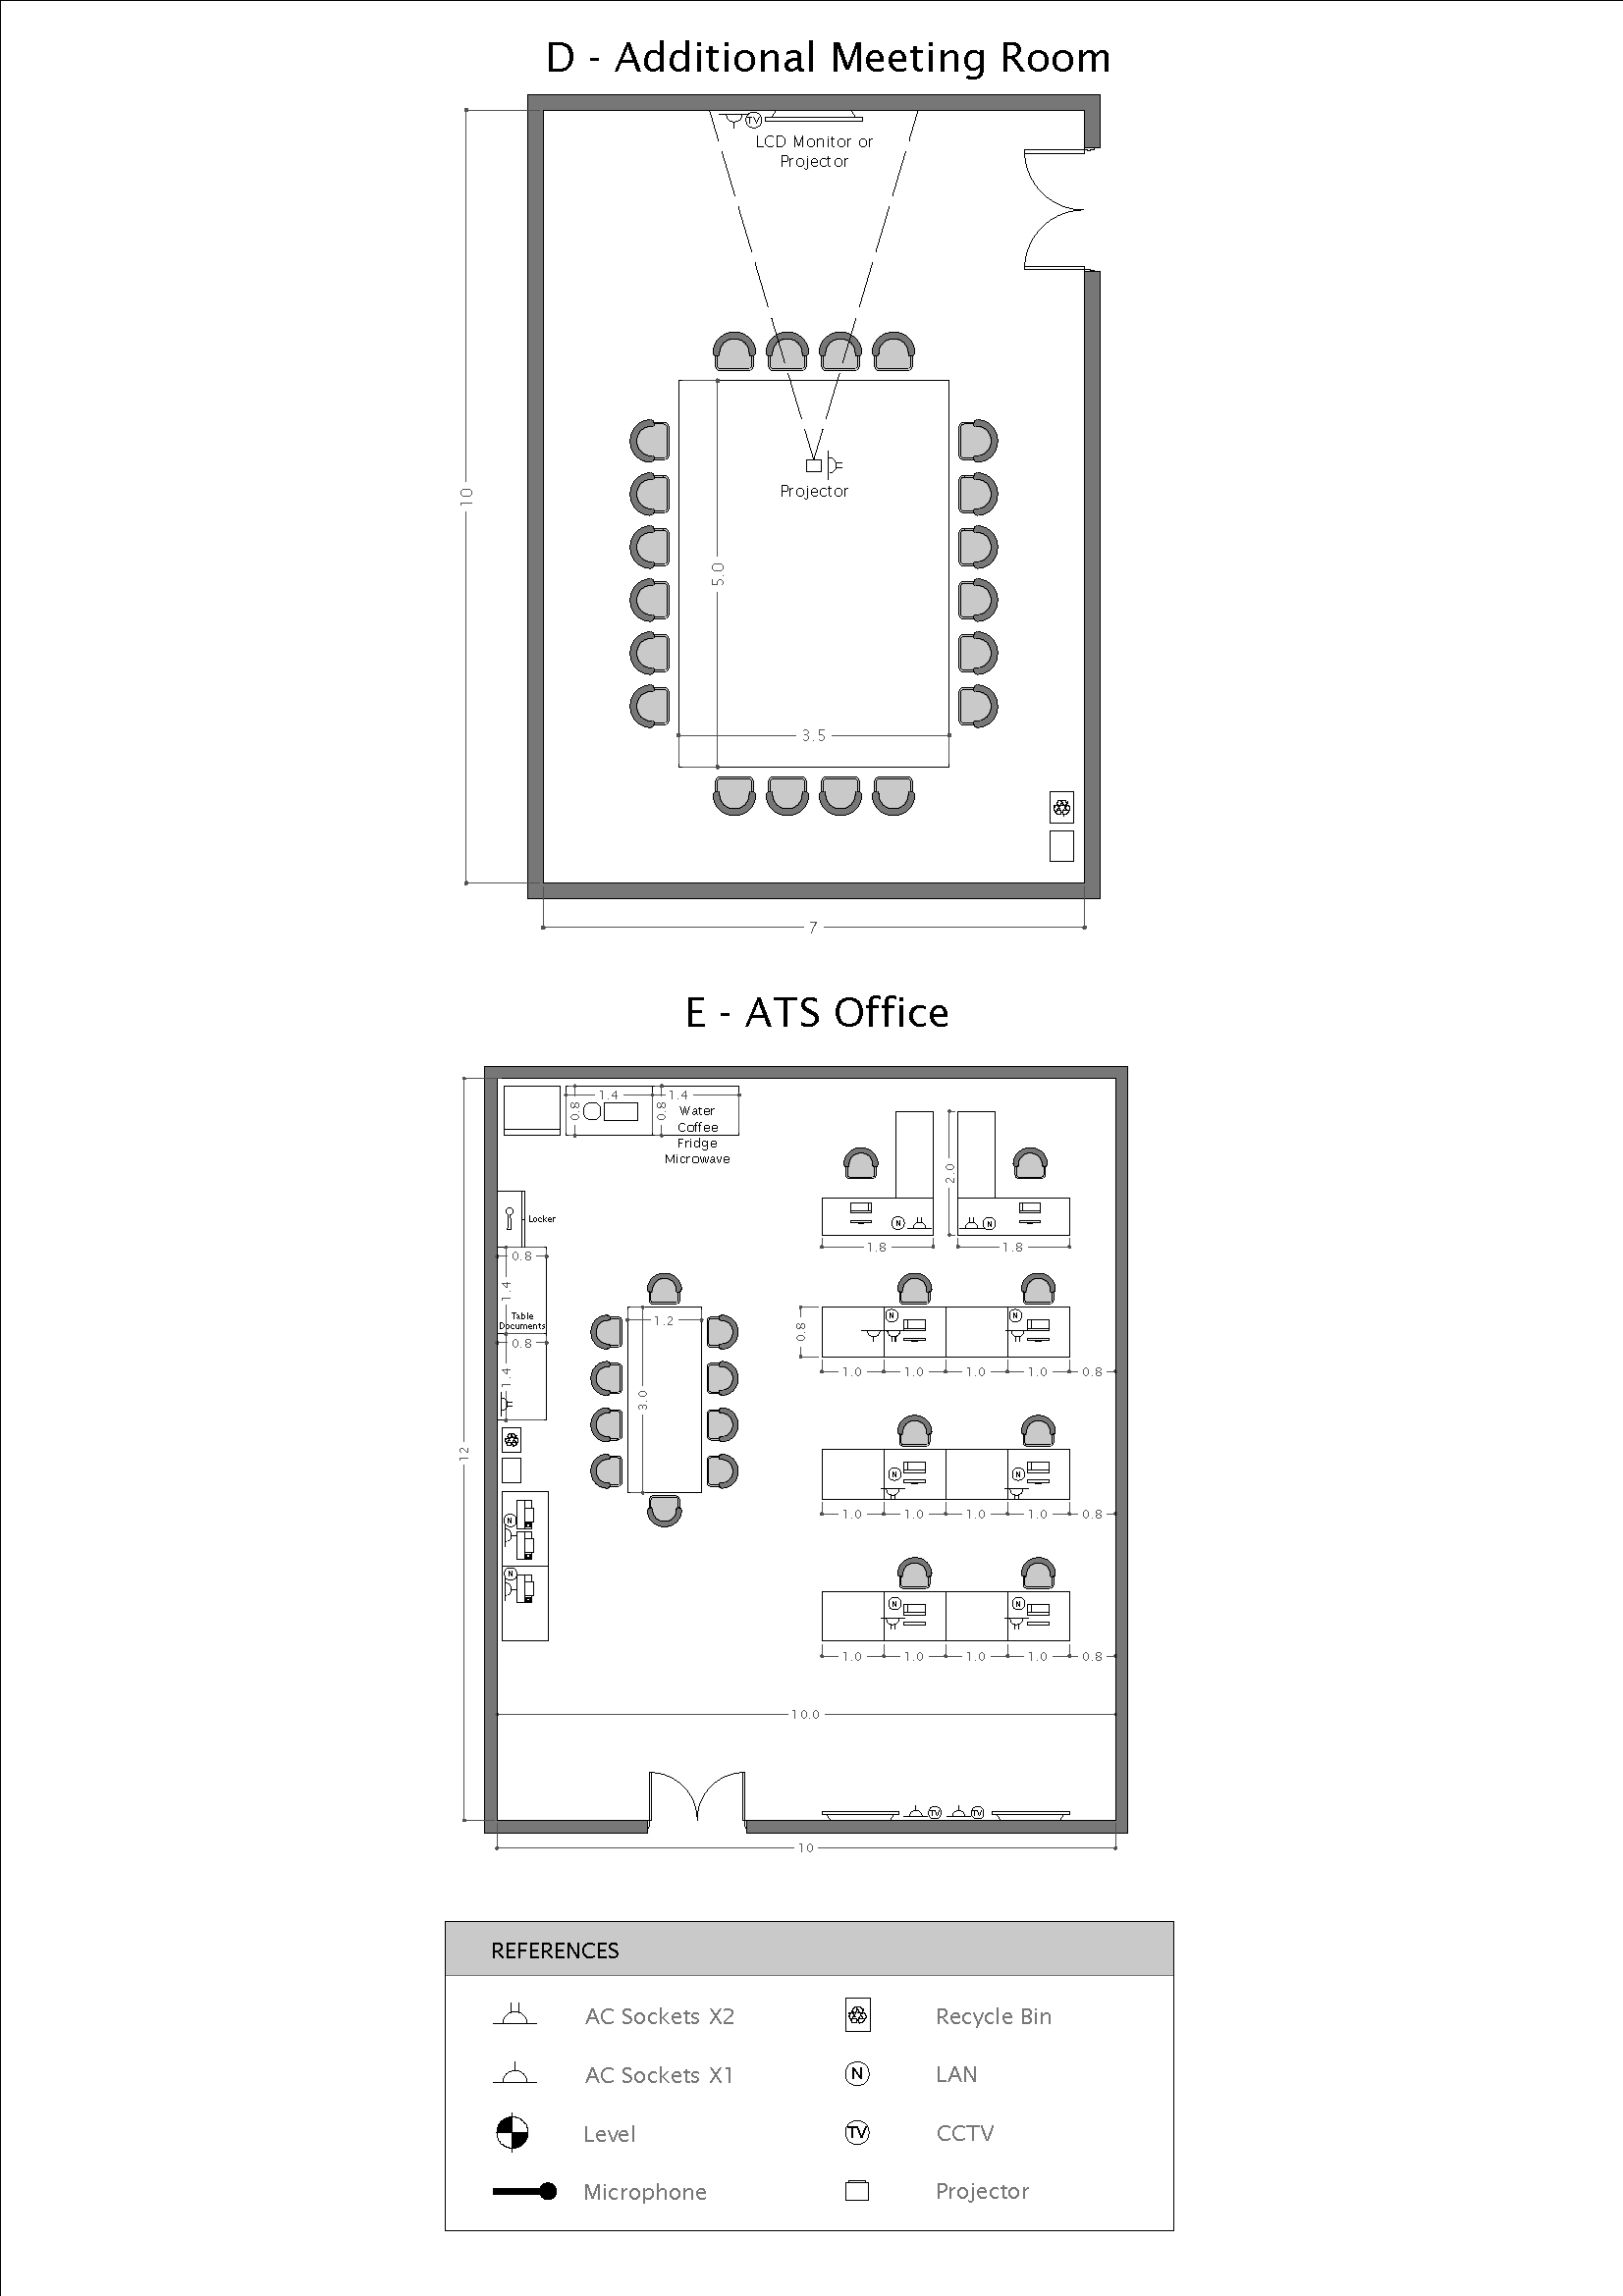 D - Additional Meeting Room
TV
LCD Monitor or
Projector
10
Projector
5.0
3.5
7
E - ATS Office
1.4
1.4
0.8
0.8
Water
Coffee
Fridge
Microwave
2.0
Locker
N
N
1.8
1.8
0.8
1.4
Table
Documents
0.8
1.4
1.2
3.0
0.8
N
N
1.0
1.0
1.0
1.0
0.8
12
N
N
1.0
1.0
1.0
1.0
0.8
N
N
N
N
1.0
1.0
1.0
1.0
0.8
10.0
TV
TV
10
REFERENCES
AC Sockets X2
Recycle Bin
AC Sockets X1
N
LAN
Level
TV
CCTV
Microphone
Projector